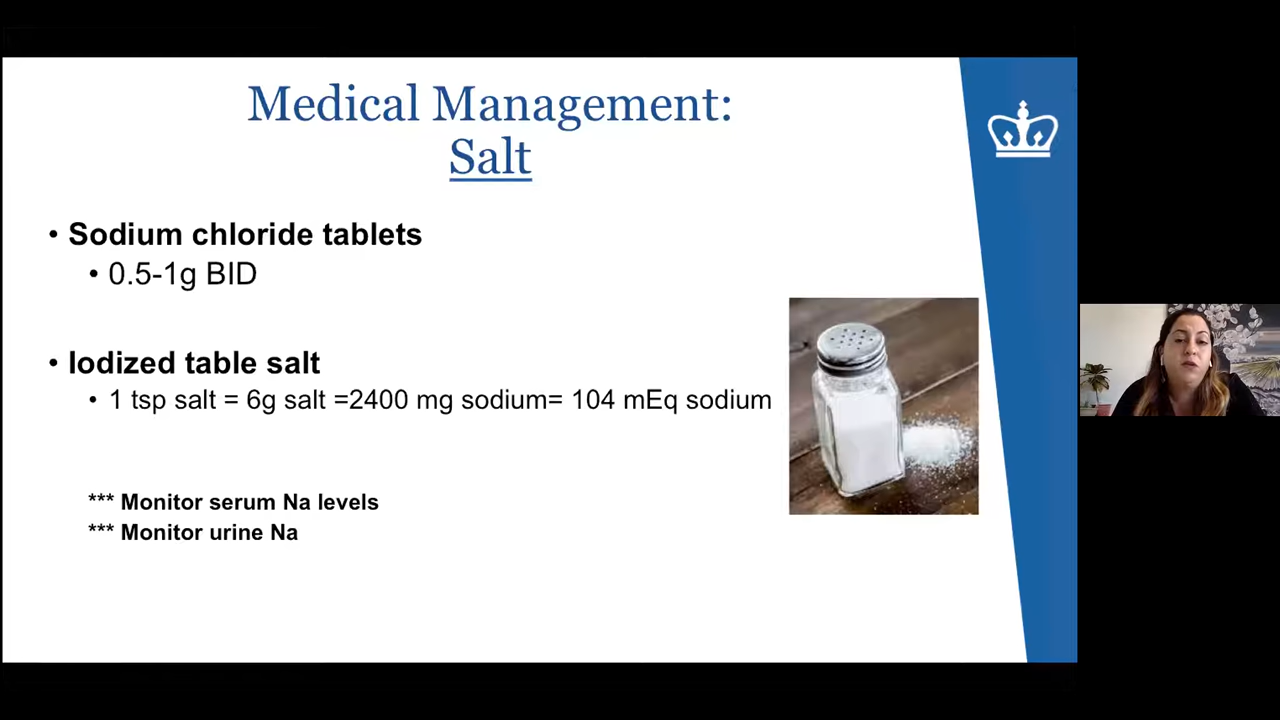 Medical Management:
Salt
• Sodium chloride tablets
• 0.5-1g BID
• Iodized table salt
• 1 tsp salt = 6g salt =2400 mg sodium= 104 mEq sodium
*** Monitor serum Na levels
*** Monitor urine Na